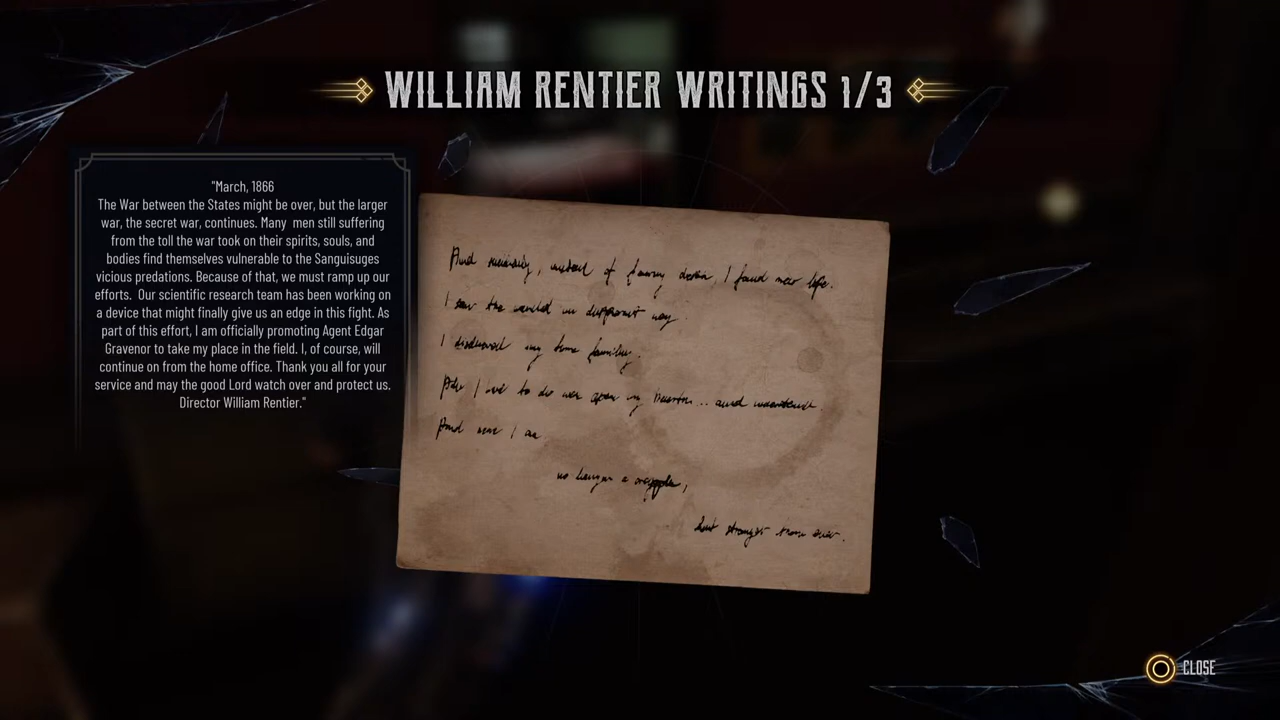 WILLIAM RENTIER WRITINGS 1/3
"March, 1866
The War between the States might be over, but the larger
war, the secret war, continues. Many men still suffering
from the toll the war took on their spirits, souls, and
bodies find themselves vulnerable to the Sanguisuges
vicious predations. Because of that, we must ramp up our
efforts. Our scientific research team has been working on
a device that might finally give us an edge in this fight. As
part of this effort, I am officially promoting Agent Edgar
Gravenor to take my place in the field. I, of course, will
continue on from the home office. Thank you all for your
service and may the good Lord watch over and protect us.
Director William Rentier."
And instead of down, I found new life.
I saw the world in different way.
I my family.
I to my ... and
And now I am
no longer a cripple,
but stronger than ever.
CLOSE